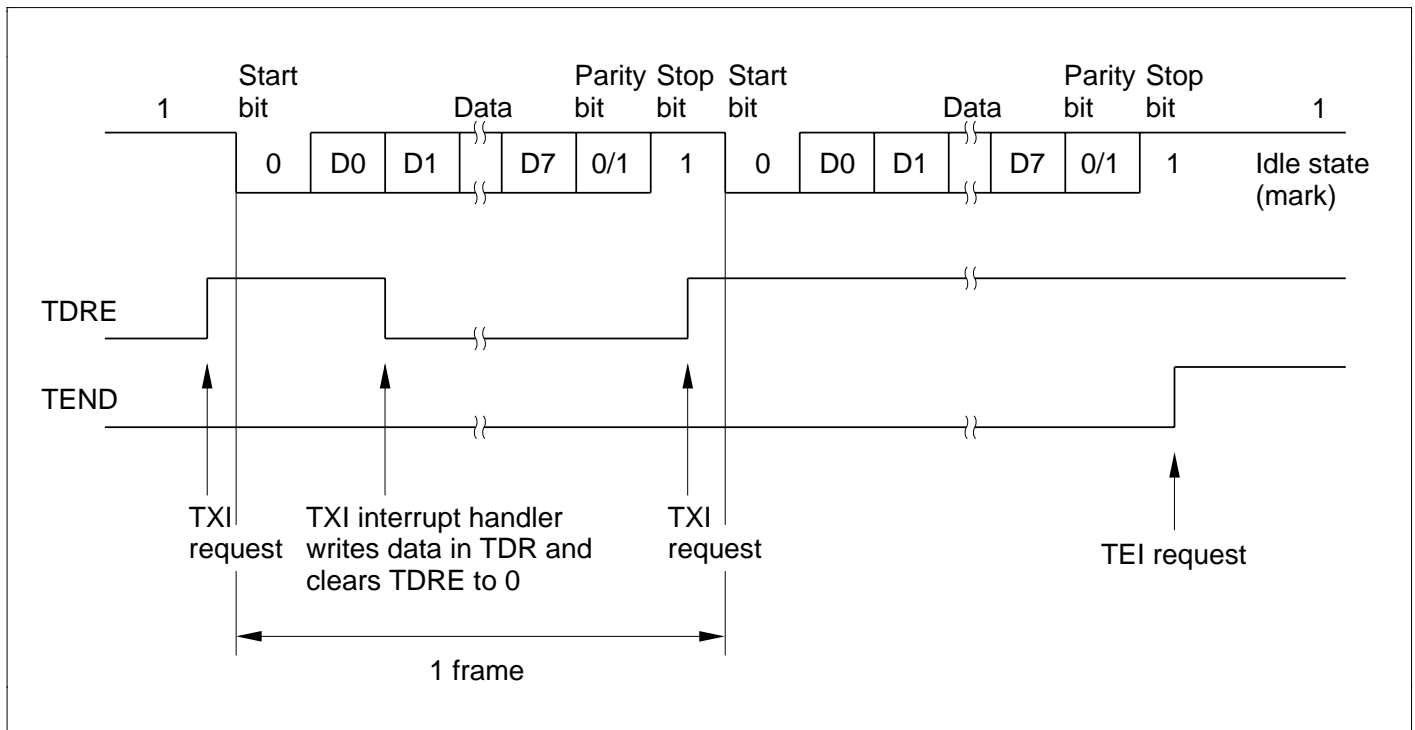 Start Parity Stop Start Parity Stop
1 bit Data bit bit bit Data bit bit 1
0 D0 D1 D7 0/1 1 0 D0 D1 D7 0/1 1 Idle state
(mark)
TDRE
TEND
TXI
request
TXI interrupt handler
writes data in TDR and
clears TDRE to 0
TXI
request
TEI request
1 frame